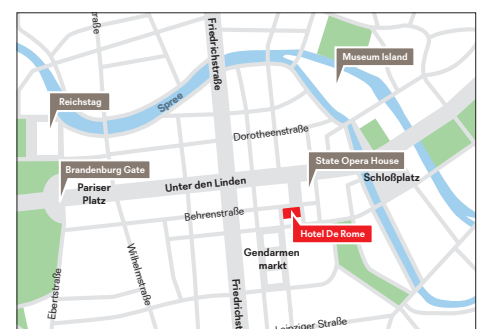 straße
Friedrichstraße
Museum Island
Reichstag
Spree
Dorotheenstraße
State Opera House
Brandenburg Gate
Schloßplatz
Pariser
Platz
Unter den Linden
Behrenstraße
Hotel De Rome
Gendarmen
markt
Wilhelmstraße
Ebertstraße
Friedrichst
Leipziger Straße